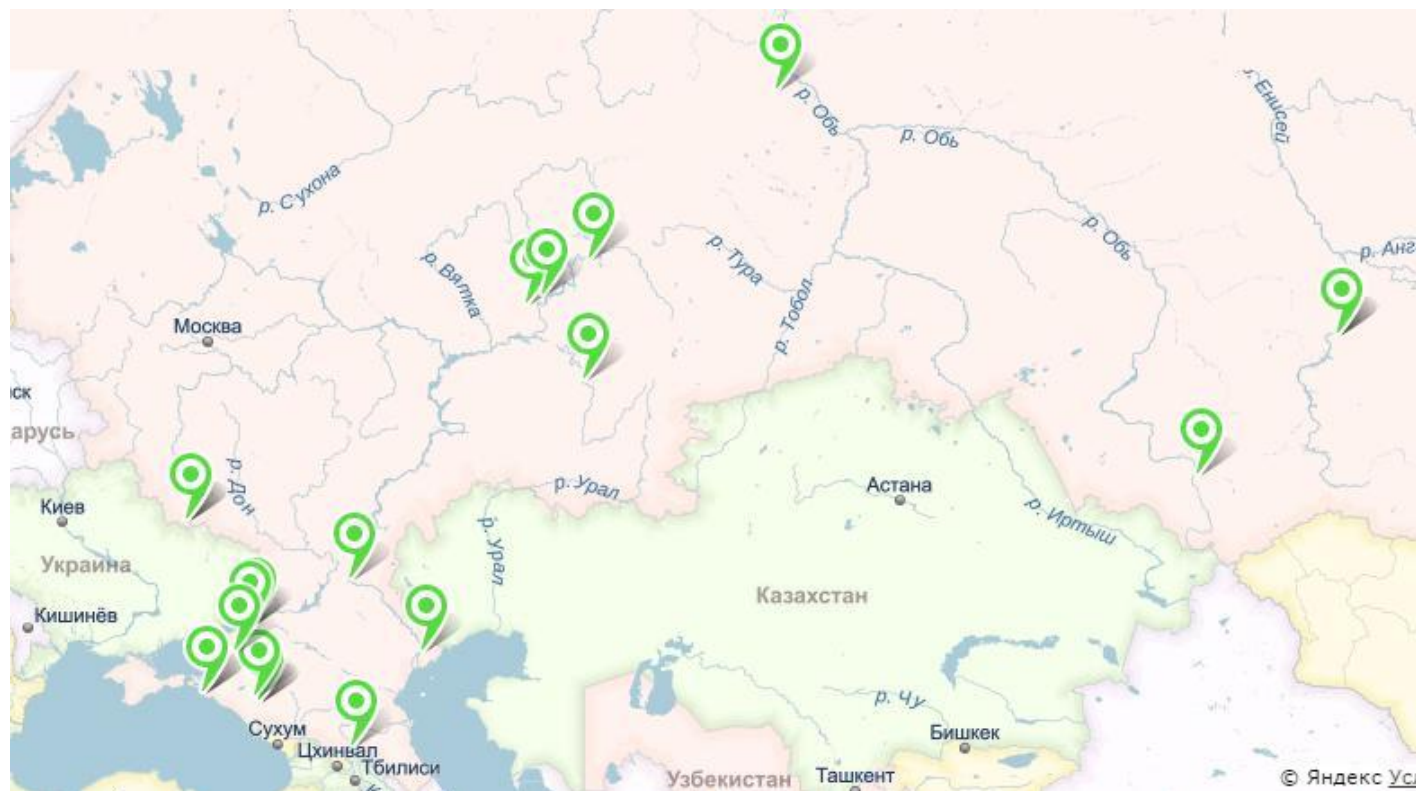 р. Обь
р. Обь
р. Енисей
р. Сухона
р. Обь
р. Анг
р. Вятка
р. Тура
р. Тобол
Москва
ск
арусь
р. Дон
Киев
р. Урал
Астана
р. Урал
р. Иртыш
Украина
Казахстан
Кишинёв
р. Чу
Сухум
Бишкек
Цхинвал
Тбилиси
К
Узбекистан
Ташкент
© Яндекс Усл